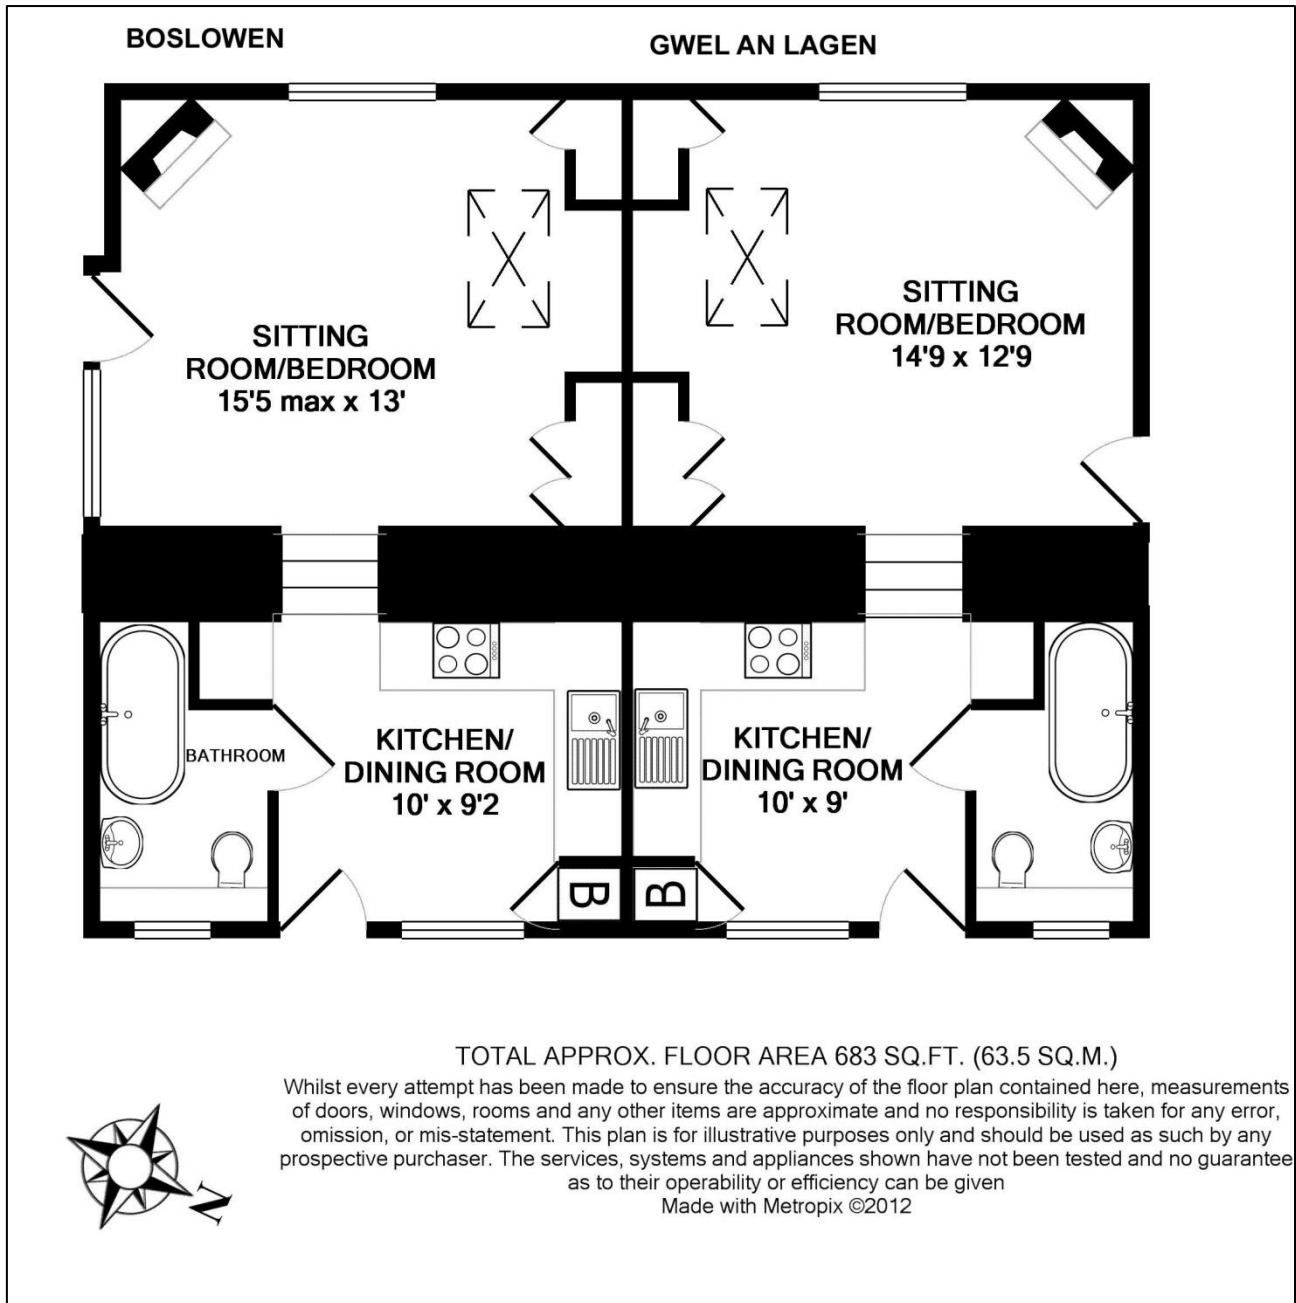 BOSLOWEN
GWEL AN LAGEN
SITTING
ROOM/BEDROOM
15'5 max x 13'
SITTING
ROOM/BEDROOM
14'9 x 12'9
BATHROOM
KITCHEN/
DINING ROOM
10' x 9'2
KITCHEN/
DINING ROOM
10' x 9'
B
B
TOTAL APPROX. FLOOR AREA 683 SQ.FT. (63.5 SQ.M.)
Whilst every attempt has been made to ensure the accuracy of the floor plan contained here, measurements
of doors, windows, rooms and any other items are approximate and no responsibility is taken for any error,
omission, or mis-statement. This plan is for illustrative purposes only and should be used as such by any
prospective purchaser. The services, systems and appliances shown have not been tested and no guarantee
as to their operability or efficiency can be given
Made with Metropix ©2012
N